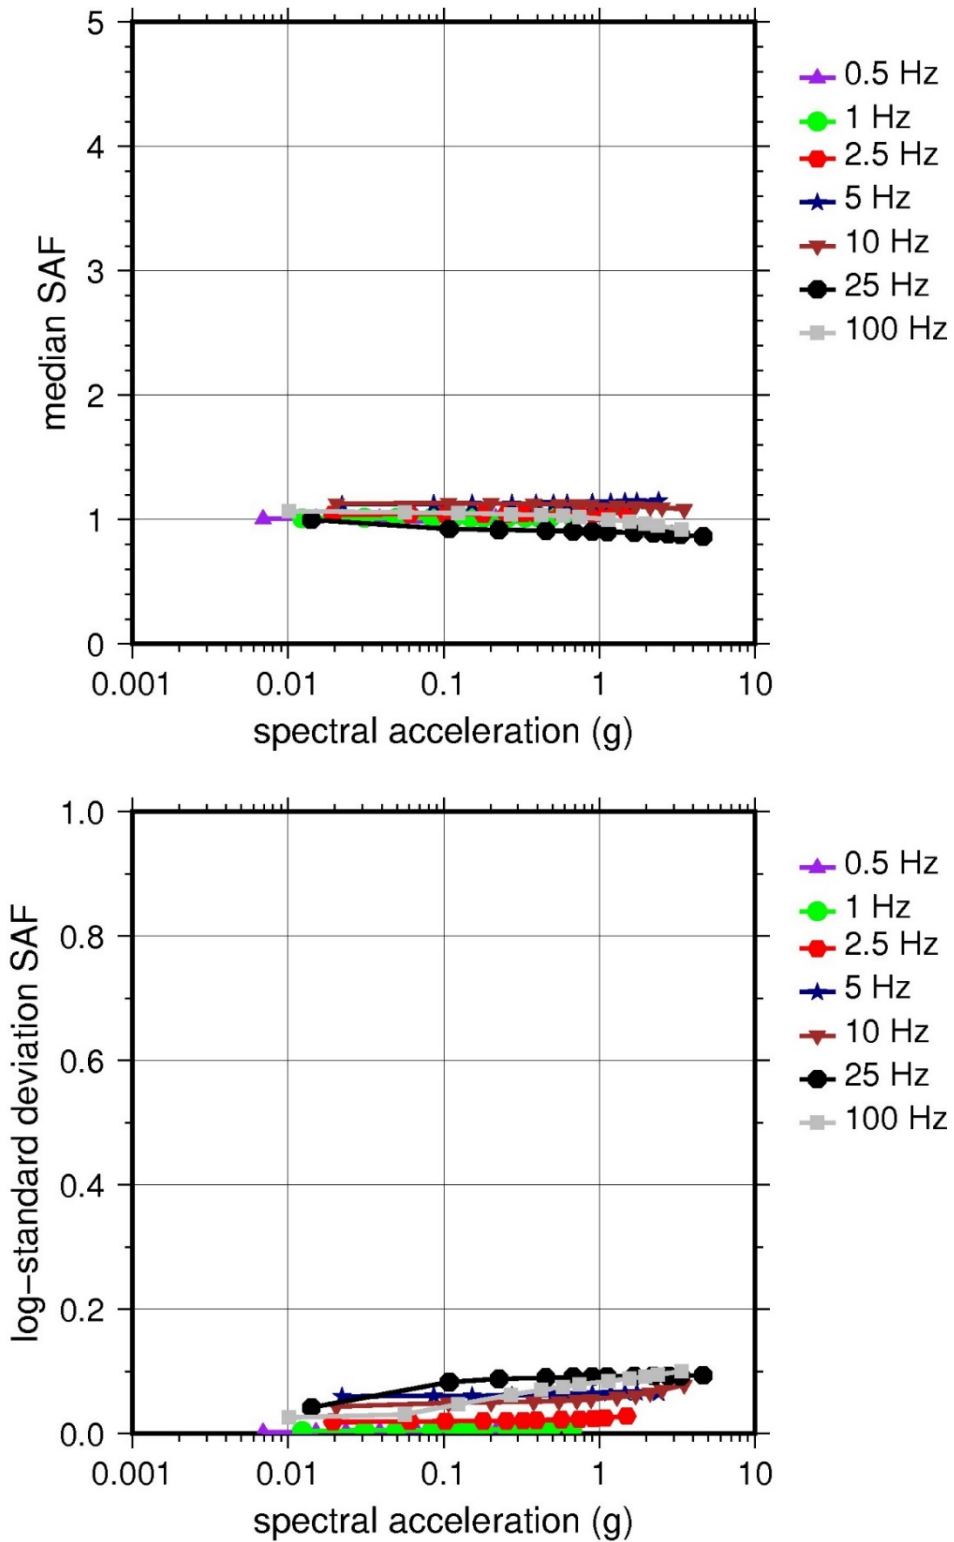 5
4
3
2
1
0
median SAF
0.001 0.01 0.1 1 10
spectral acceleration (g)
0.5 Hz
1 Hz
2.5 Hz
5 Hz
10 Hz
25 Hz
100 Hz
1.0
0.8
0.6
0.4
0.2
0.0
log-standard deviation SAF
0.001 0.01 0.1 1 10
spectral acceleration (g)
0.5 Hz
1 Hz
2.5 Hz
5 Hz
10 Hz
25 Hz
100 Hz